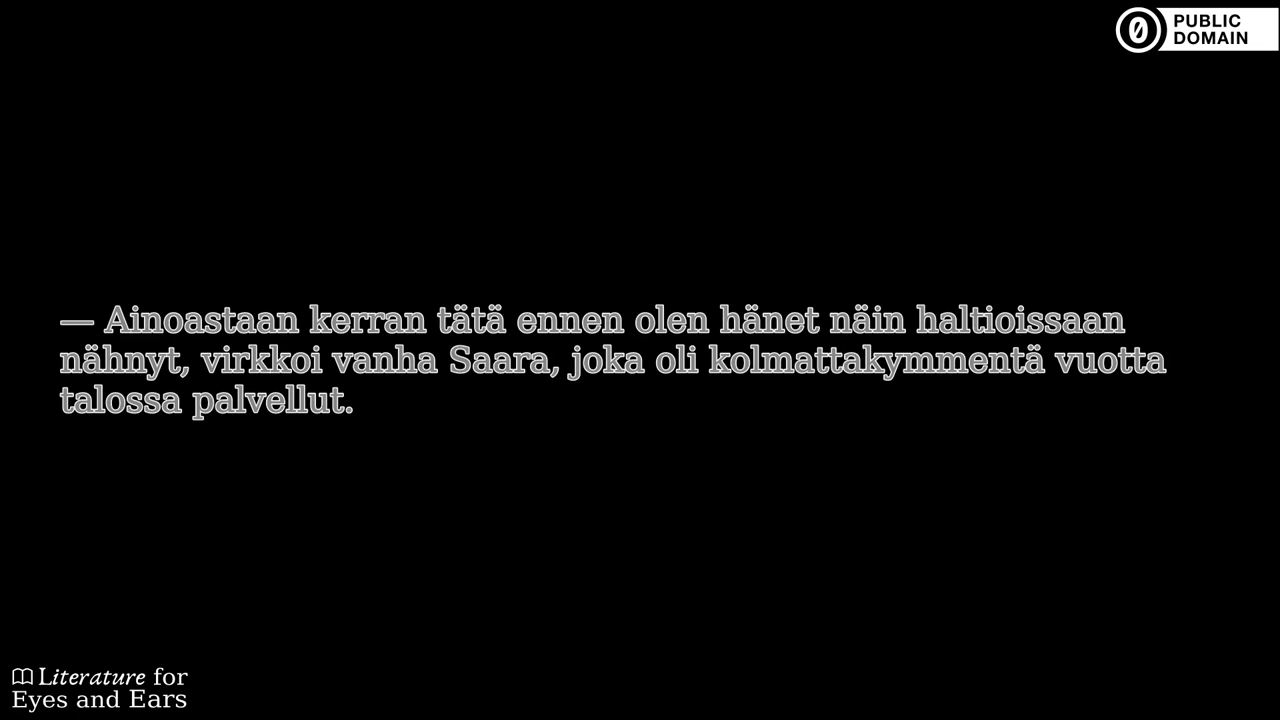 PUBLIC
DOMAIN
— Ainoastaan kerran tätä ennen olen hänet näin haltioissaan
nähnyt, virkkoi vanha Saara, joka oli kolmattakymmentä vuotta
talossa palvellut.
Literature for
Eyes and Ears